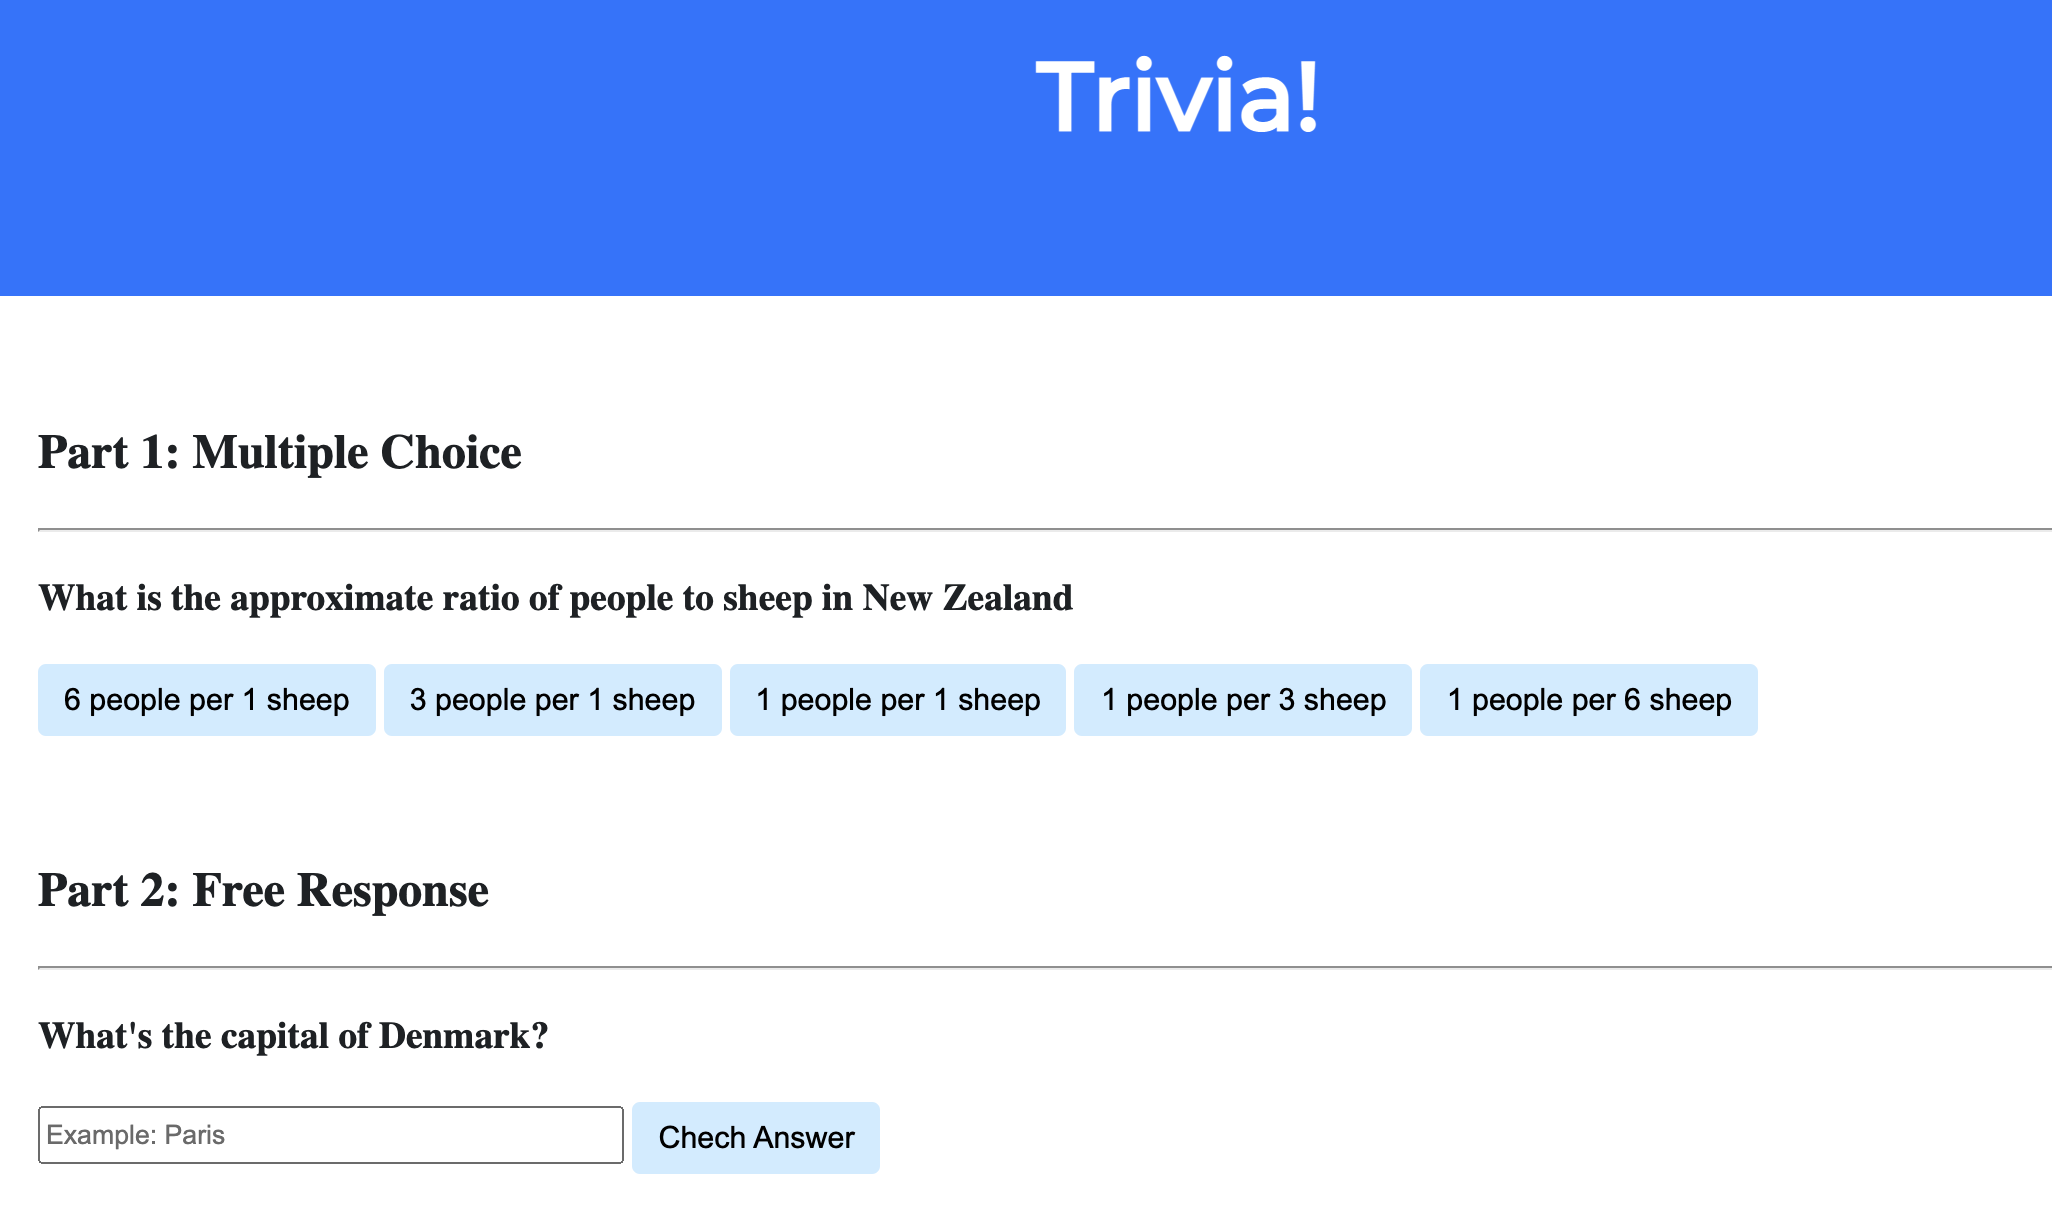 Trivia!
Part 1: Multiple Choice
What is the approximate ratio of people to sheep in New Zealand
6 people per 1 sheep 3 people per 1 sheep 1 people per 1 sheep 1 people per 3 sheep 1 people per 6 sheep
Part 2: Free Response
What's the capital of Denmark?
Example: Paris Chech Answer